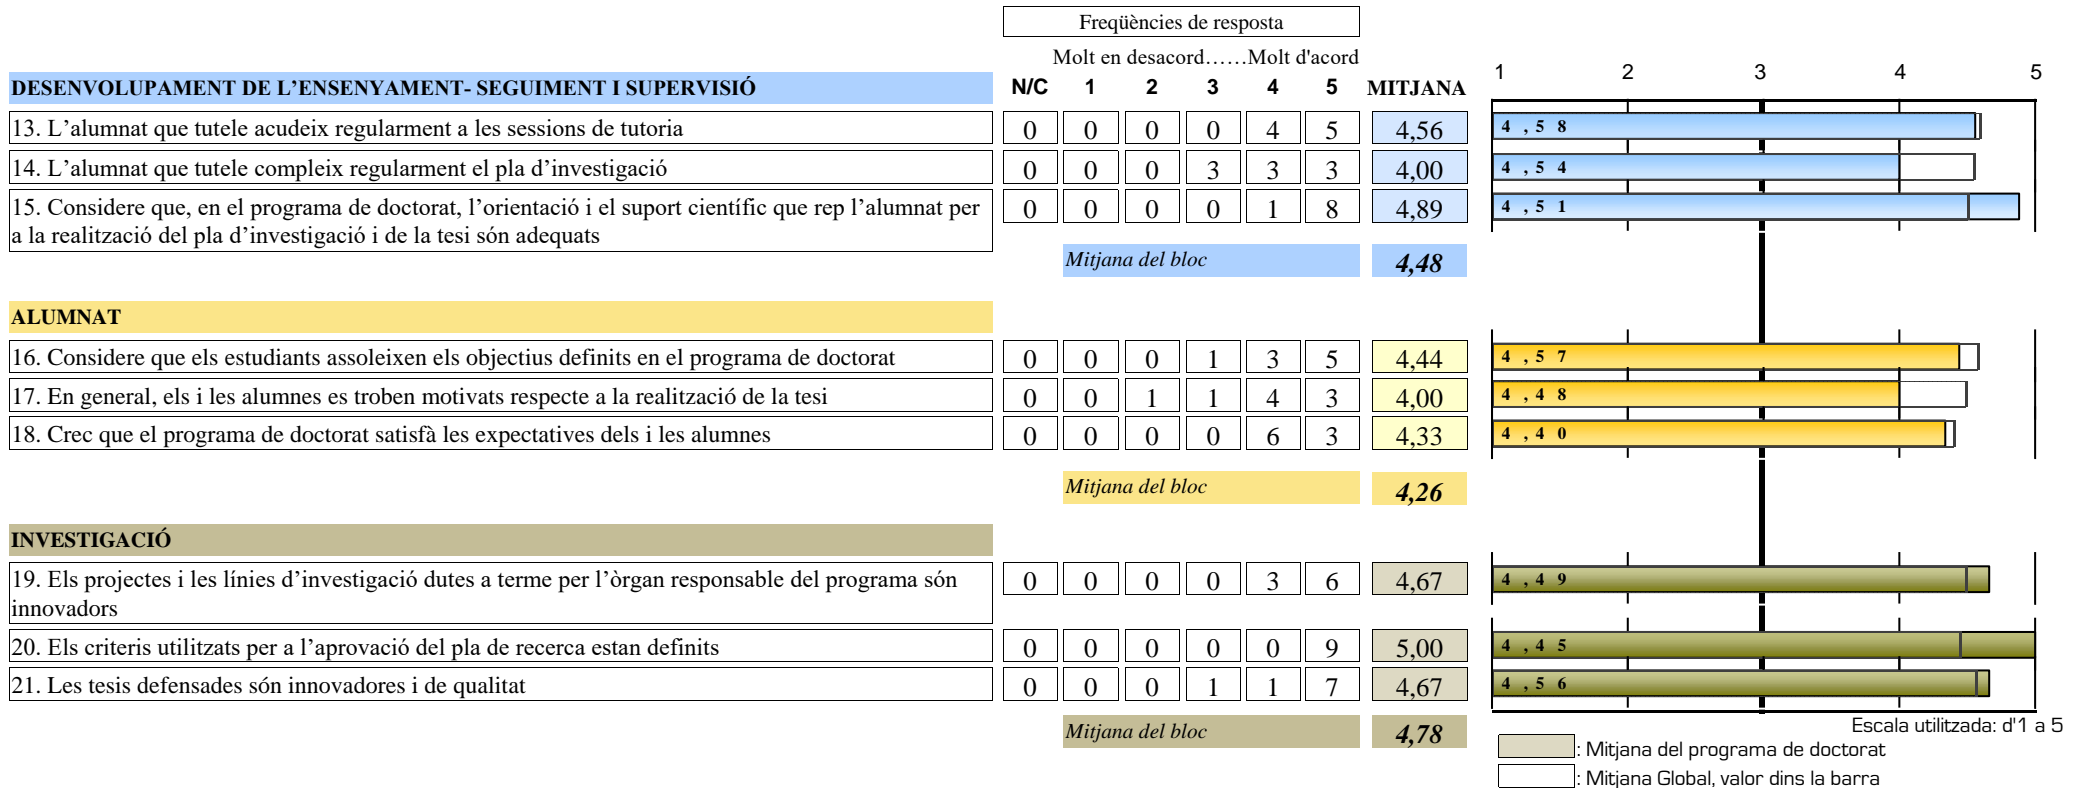 Freqüències de resposta
Molt en desacord……Molt d'acord
DESENVOLUPAMENT DE L’ENSENYAMENT- SEGUIMENT I SUPERVISIÓ N/C 1 2 3 4 5 MITJANA 1 2 3 4 5
13. L’alumnat que tutele acudeix regularment a les sessions de tutoria 0 0 0 0 4 5 4,56 4,58
14. L’alumnat que tutele compleix regularment el pla d’investigació 0 0 0 3 3 3 4,00 4,54
15. Considere que, en el programa de doctorat, l’orientació i el suport científic que rep l’alumnat per 0 0 0 0 1 8 4,89 4,51
a la realització del pla d’investigació i de la tesi són adequats
Mitjana del bloc 4,48
ALUMNAT
16. Considere que els estudiants assoleixen els objectius definits en el programa de doctorat 0 0 0 1 3 5 4,44 4,57
17. En general, els i les alumnes es troben motivats respecte a la realització de la tesi 0 0 1 1 4 3 4,00 4,48
18. Crec que el programa de doctorat satisfà les expectatives dels i les alumnes 0 0 0 0 6 3 4,33 4,40
Mitjana del bloc 4,26
INVESTIGACIÓ
19. Els projectes i les línies d’investigació dutes a terme per l’òrgan responsable del programa són 0 0 0 0 3 6 4,67 4,49
innovadors
20. Els criteris utilitzats per a l’aprovació del pla de recerca estan definits 0 0 0 0 0 9 5,00 4,45
21. Les tesis defensades són innovadores i de qualitat 0 0 0 1 1 7 4,67 4,56
Mitjana del bloc 4,78
Escala utilitzada: d'1 a 5
: Mitjana del programa de doctorat
: Mitjana Global, valor dins la barra